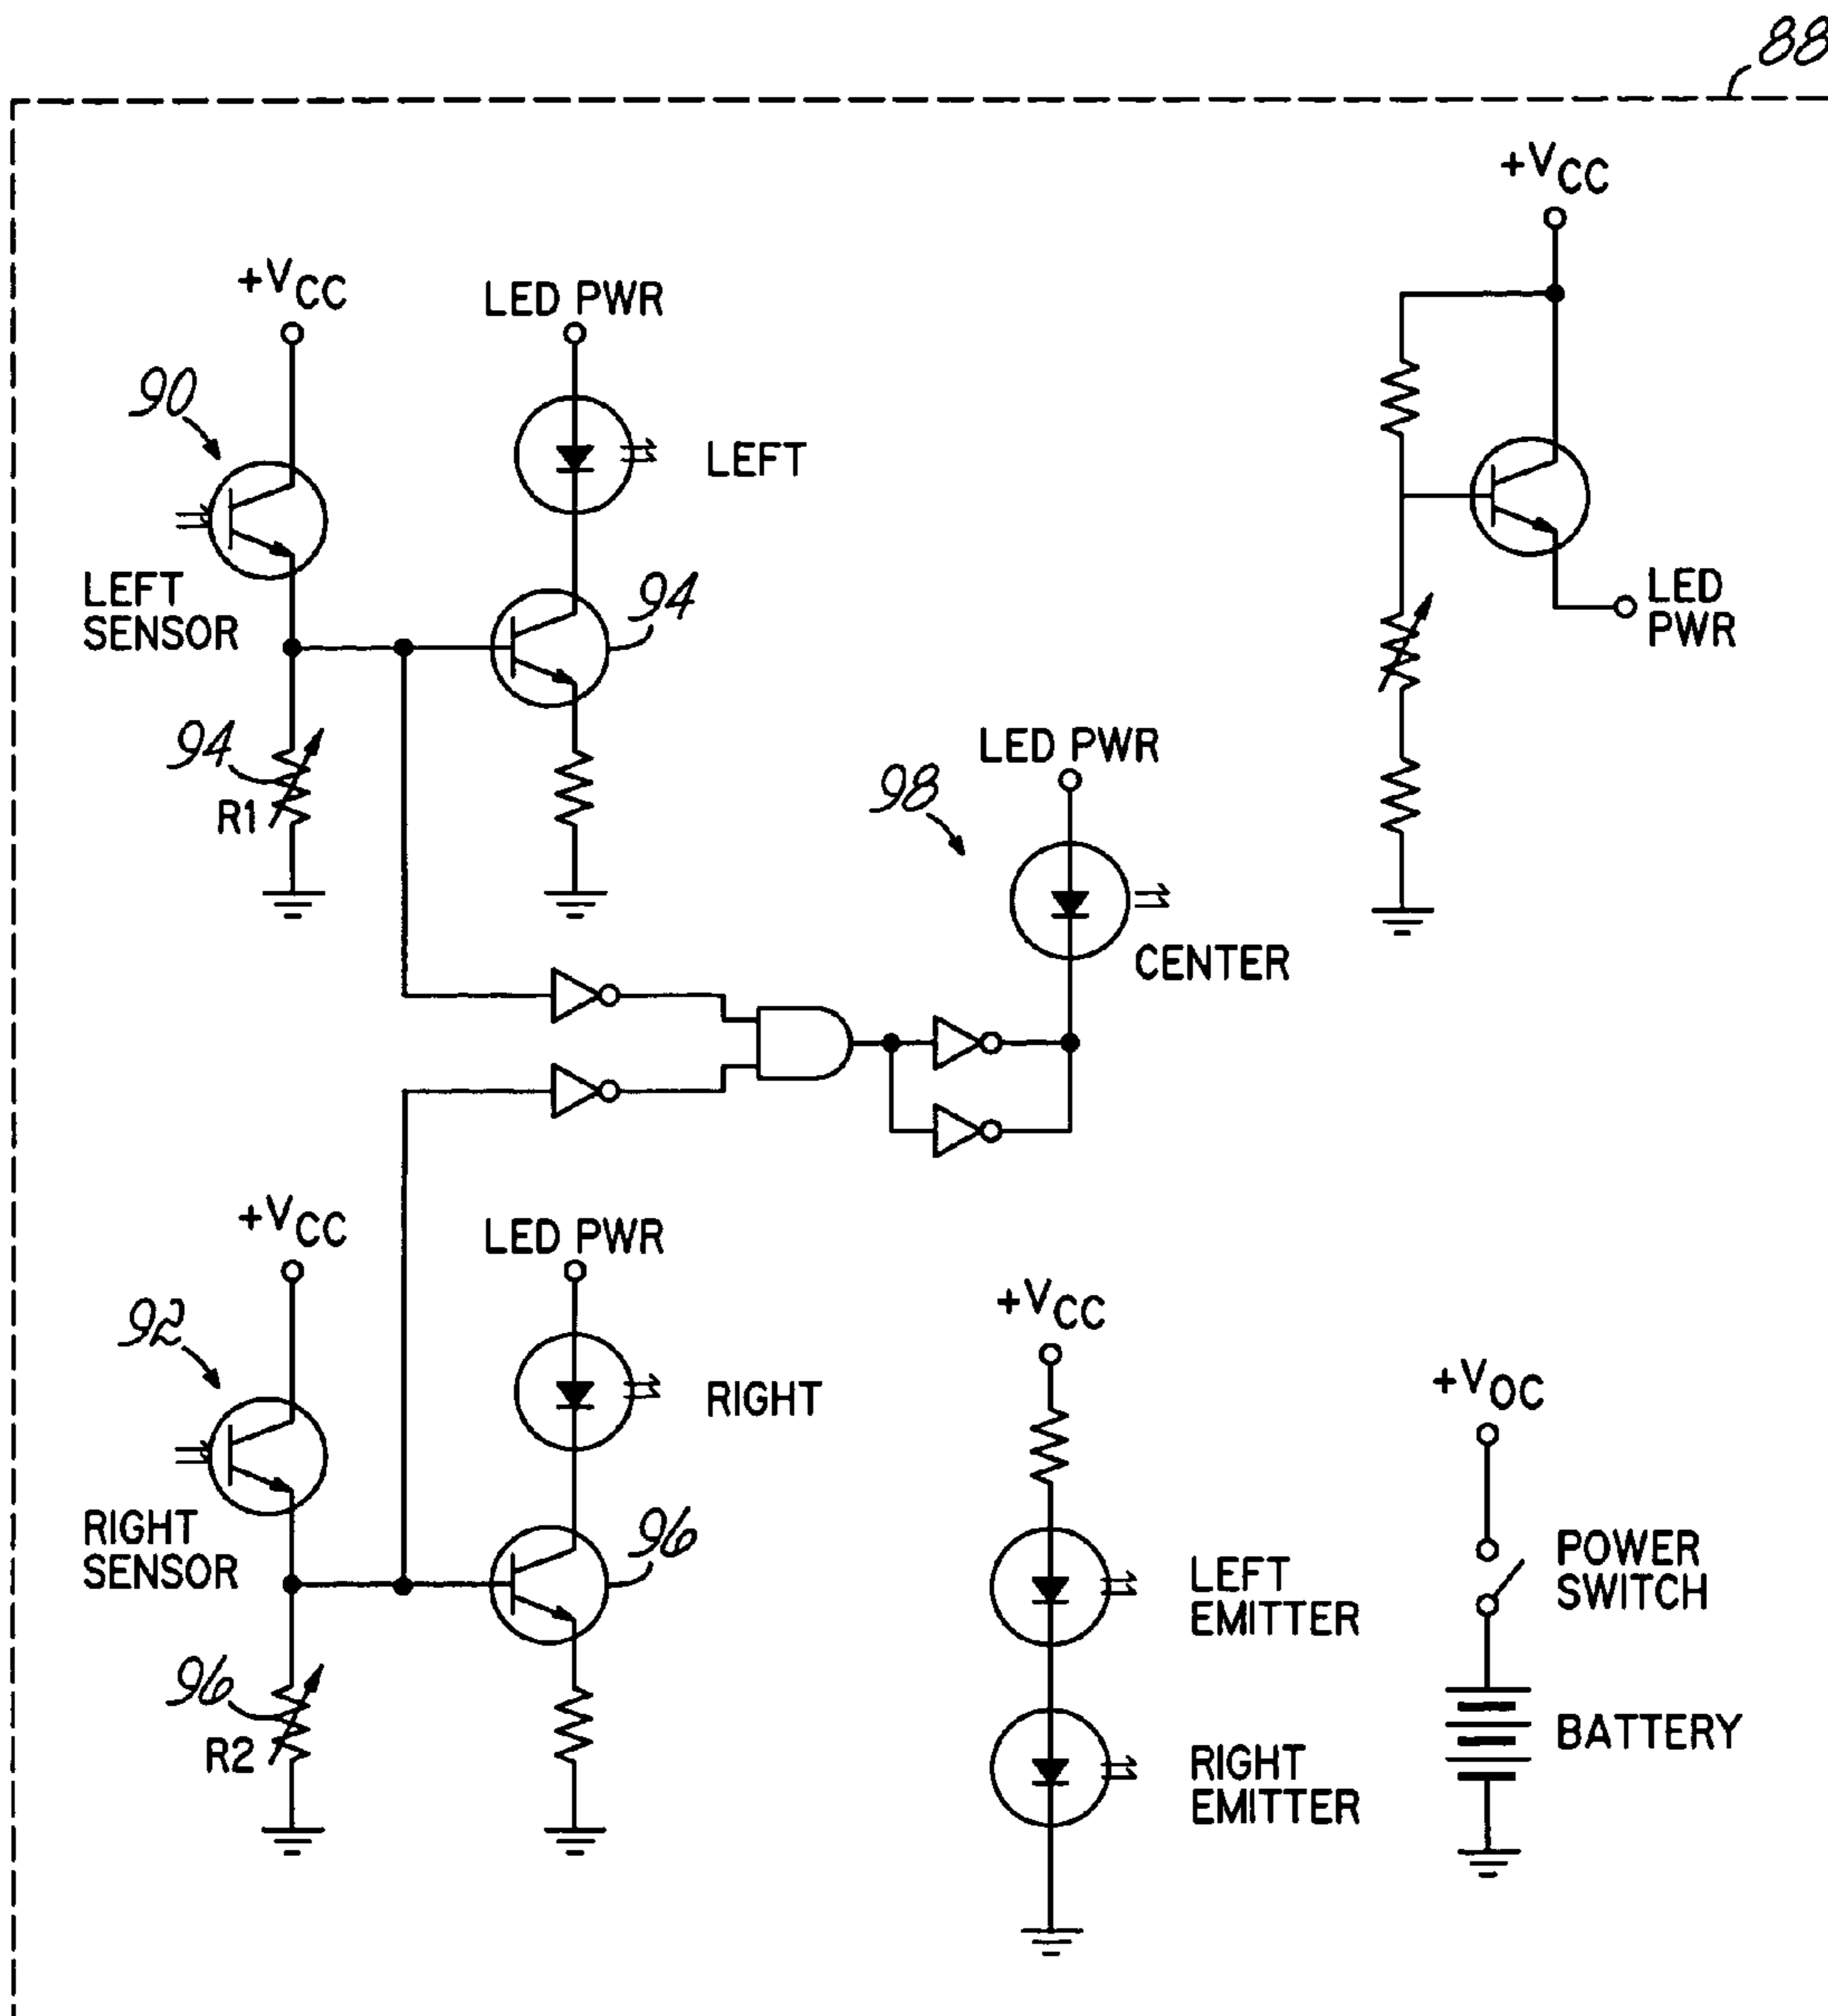 88
+VCC
+VCC
LED PWR
90
LEFT
LEFT
SENSOR
94
LED
PWR
94
R1
LED PWR
98
CENTER
+VCC
LED PWR
92
RIGHT
+VCC
+VOC
RIGHT
SENSOR
96
LEFT
EMITTER
POWER
SWITCH
96
R2
RIGHT
EMITTER
BATTERY